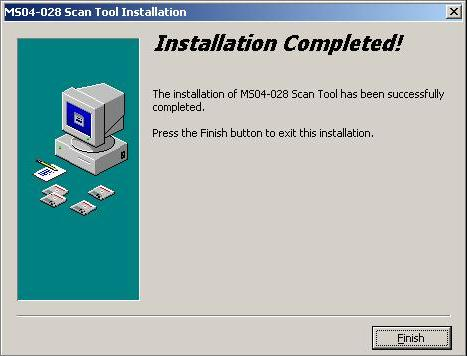 MS04-028 Scan Tool Installation
Installation Completed!
The installation of MS04-028 Scan Tool has been successfully
completed.
Press the Finish button to exit this installation.
Finish